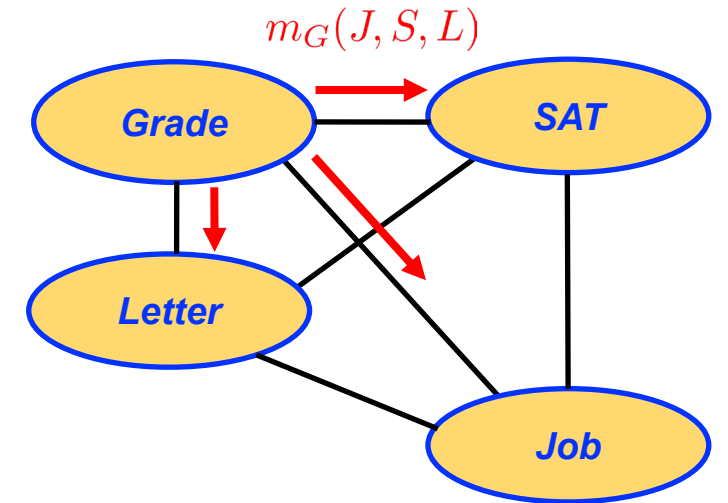 m_G(J, S, L)
Grade
SAT
Letter
Job